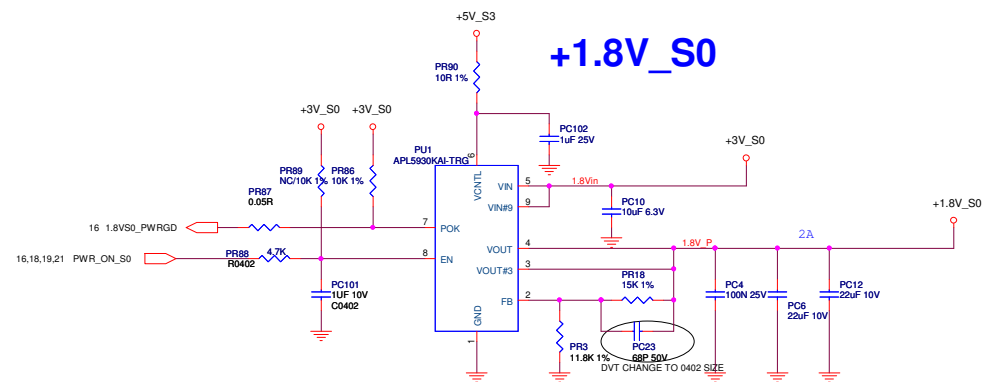 +5V_S3
+1.8V_S0
PR90
10R 1%
+3V_S0
+3V_S0
PC102
1uF 25V
PU1
APL5930KAI-TRG
6
VCNTL
+3V_S0
PR89
NC/10K 1%
PR86
10K 1%
PR87
0.05R
VIN
5
1.8Vin
VIN#9
9
PC10
10uF 6.3V
+1.8V_S0
16 1.8VS0_PWRGD
7
POK
2A
16,18,19,21 PWR_ON_S0
PR88
R0402
4.7K
8
EN
VOUT
4
1.8V_P
VOUT#3
3
PC101
1UF 10V
C0402
PR18
15K 1%
PC4
100N 25V
PC12
22uF 10V
FB
2
PC6
22uF 10V
GND
1
PR3
11.8K 1%
PC23
68P 50V
DVT CHANGE TO 0402 SIZE